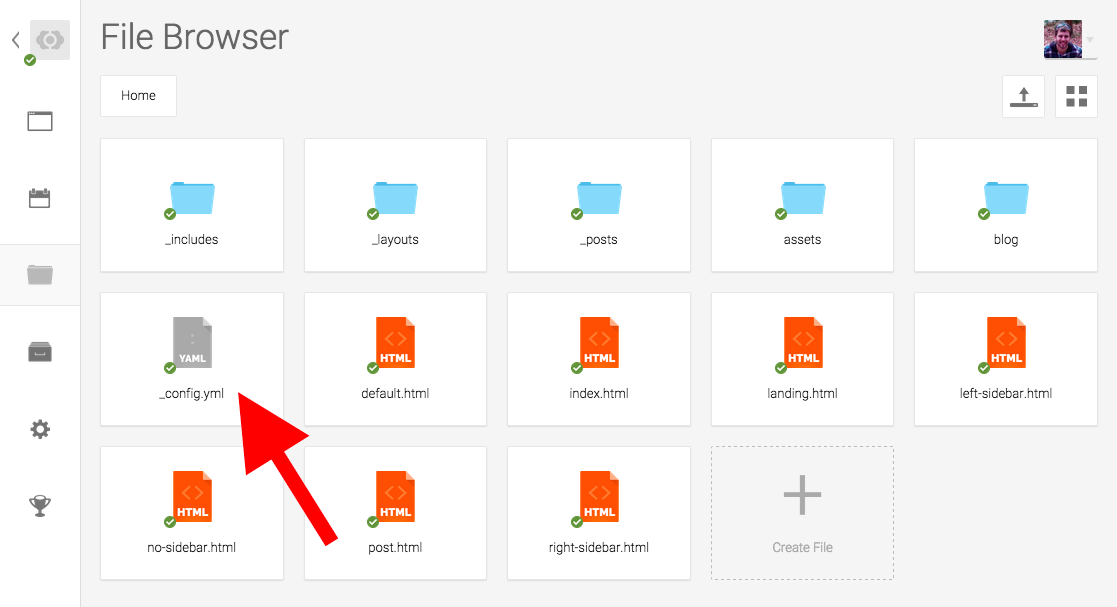 File Browser
Home
_includes
_layouts
_posts
assets
blog
YAML
HTML
HTML
HTML
HTML
_config.yml
default.html
index.html
landing.html
left-sidebar.html
HTML
HTML
HTML
no-sidebar.html
post.html
right-sidebar.html
Create File